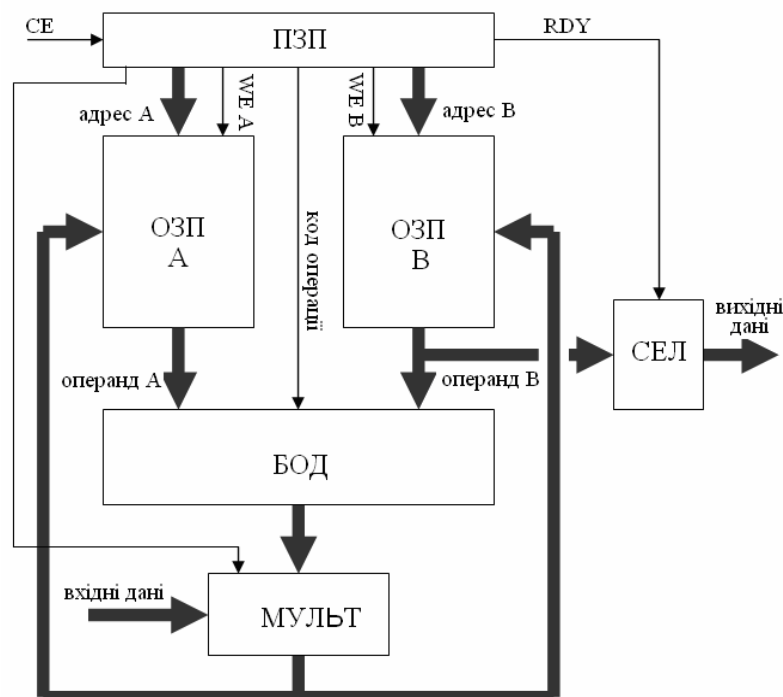 CE
ПЗП
RDY
адрес A
WE A
WE B
адрес B
ОЗП
A
код операції
ОЗП
B
вихідні
дані
СЕЛ
операнд A
операнд B
БОД
вхідні дані
МУЛЬТ